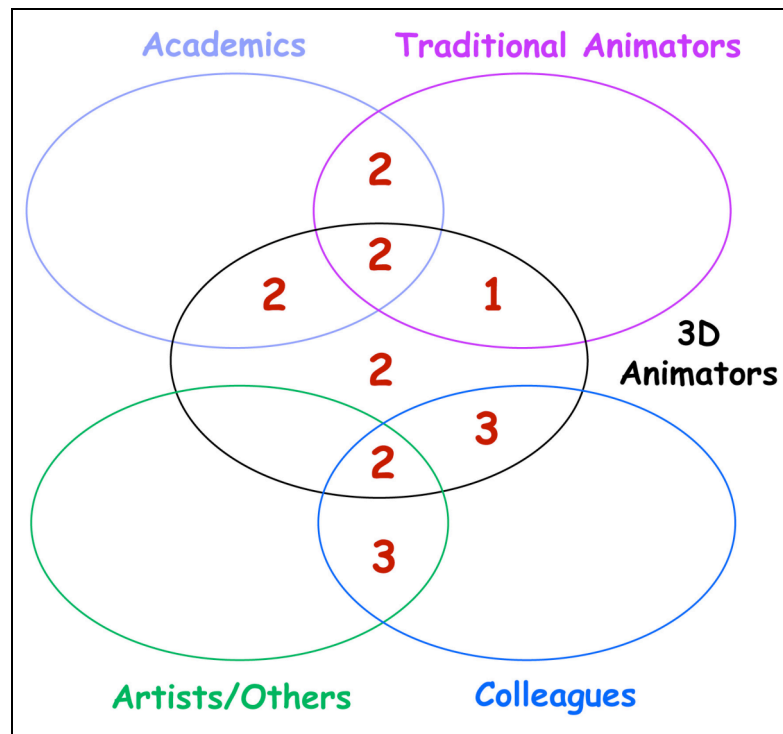 Academics
Traditional Animators
2
2
2
1
3D
Animators
2
3
2
3
Artists/Others
Colleagues